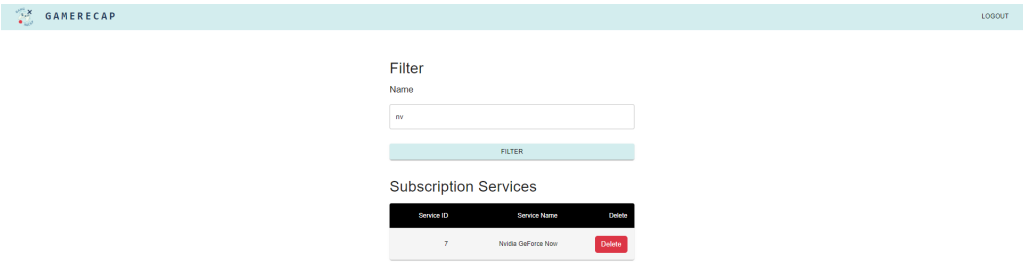 GAMERECAP LOGOUT
Filter
Name
nv
FILTER
Subscription Services
Service ID Service Name Delete
7 Nvidia GeForce Now Delete